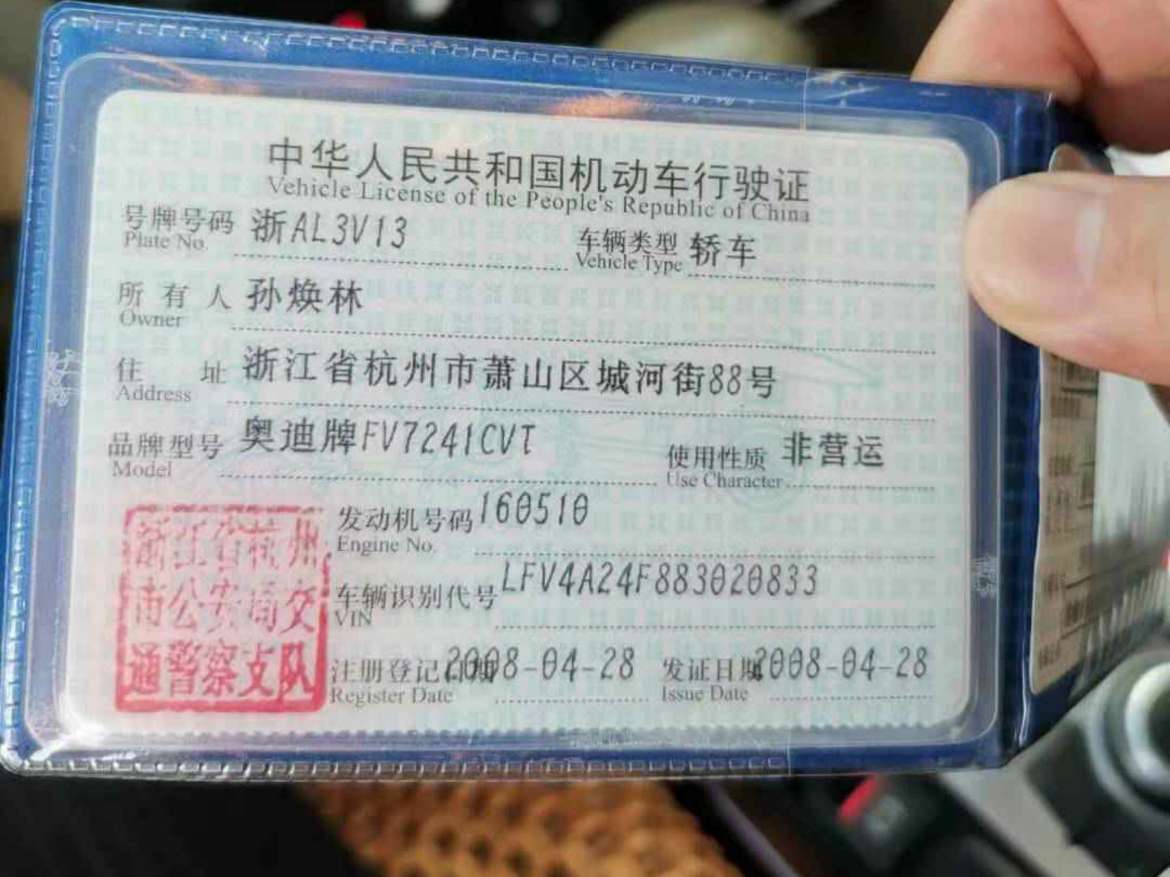 中华人民共和国机动车行驶证
Vehicle License of the People's Republic of China
号牌号码 浙AL3V13 车辆类型 轿车
Plate No. Vehicle Type
所有人 孙焕林
Owner
住址 浙江省杭州市萧山区城河街88号
Address
品牌型号 奥迪牌FV7241CVT 使用性质 非营运
Model Use Character
发动机号码 160510
Engine No.
车辆识别代号 LFV4A24F883020833
VIN
注册登记日期 2008-04-28 发证日期 2008-04-28
Register Date Issue Date
浙江省杭州
市公安局交
通警察支队